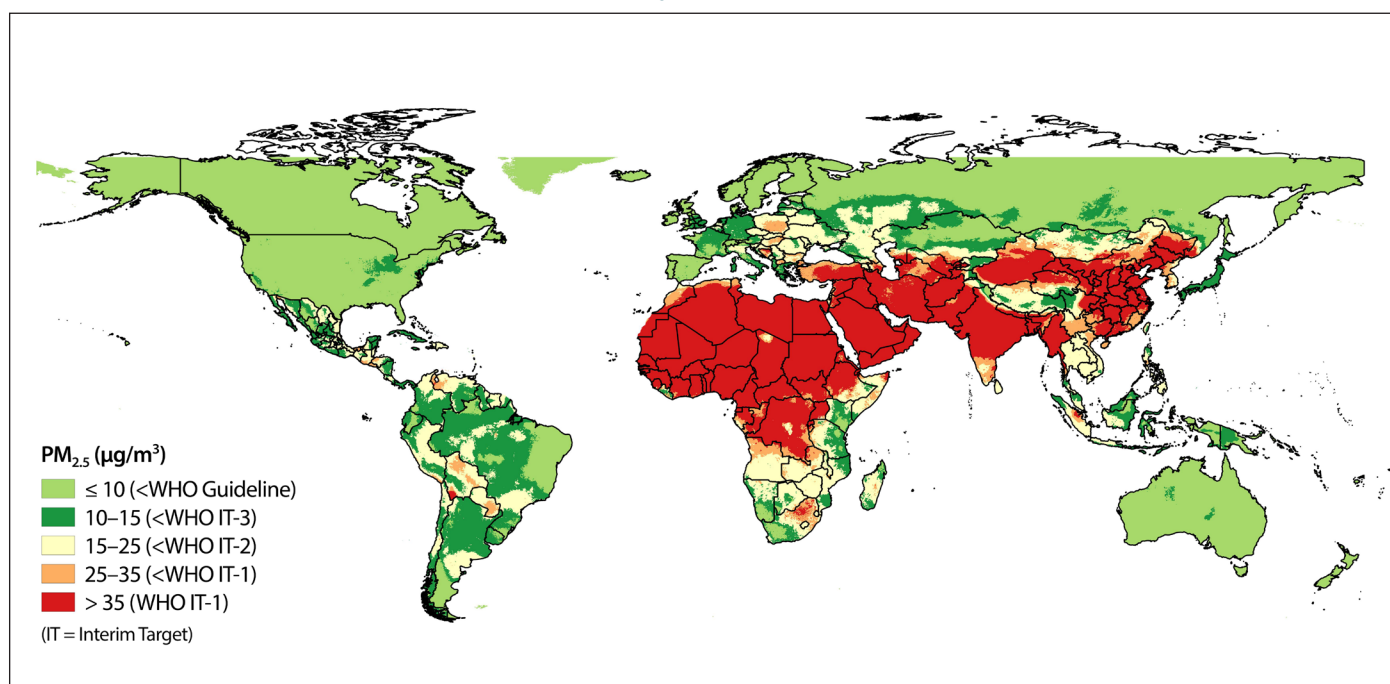 PM₂.₅ (µg/m³)
≤ 10 (<WHO Guideline)
10–15 (<WHO IT-3)
15–25 (<WHO IT-2)
25–35 (<WHO IT-1)
> 35 (WHO IT-1)
(IT = Interim Target)